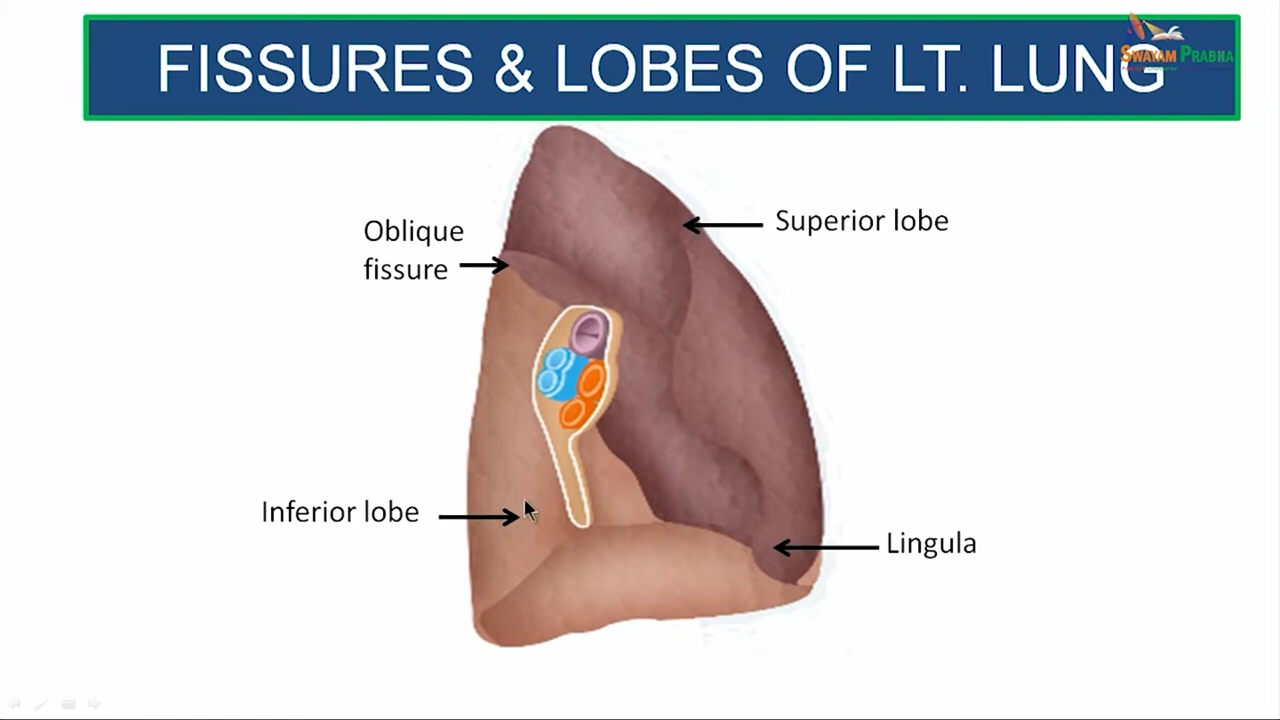 FISSURES & LOBES OF LT. LUNG
SWAYAM PRABHA
Oblique
fissure
Superior lobe
Inferior lobe
Lingula